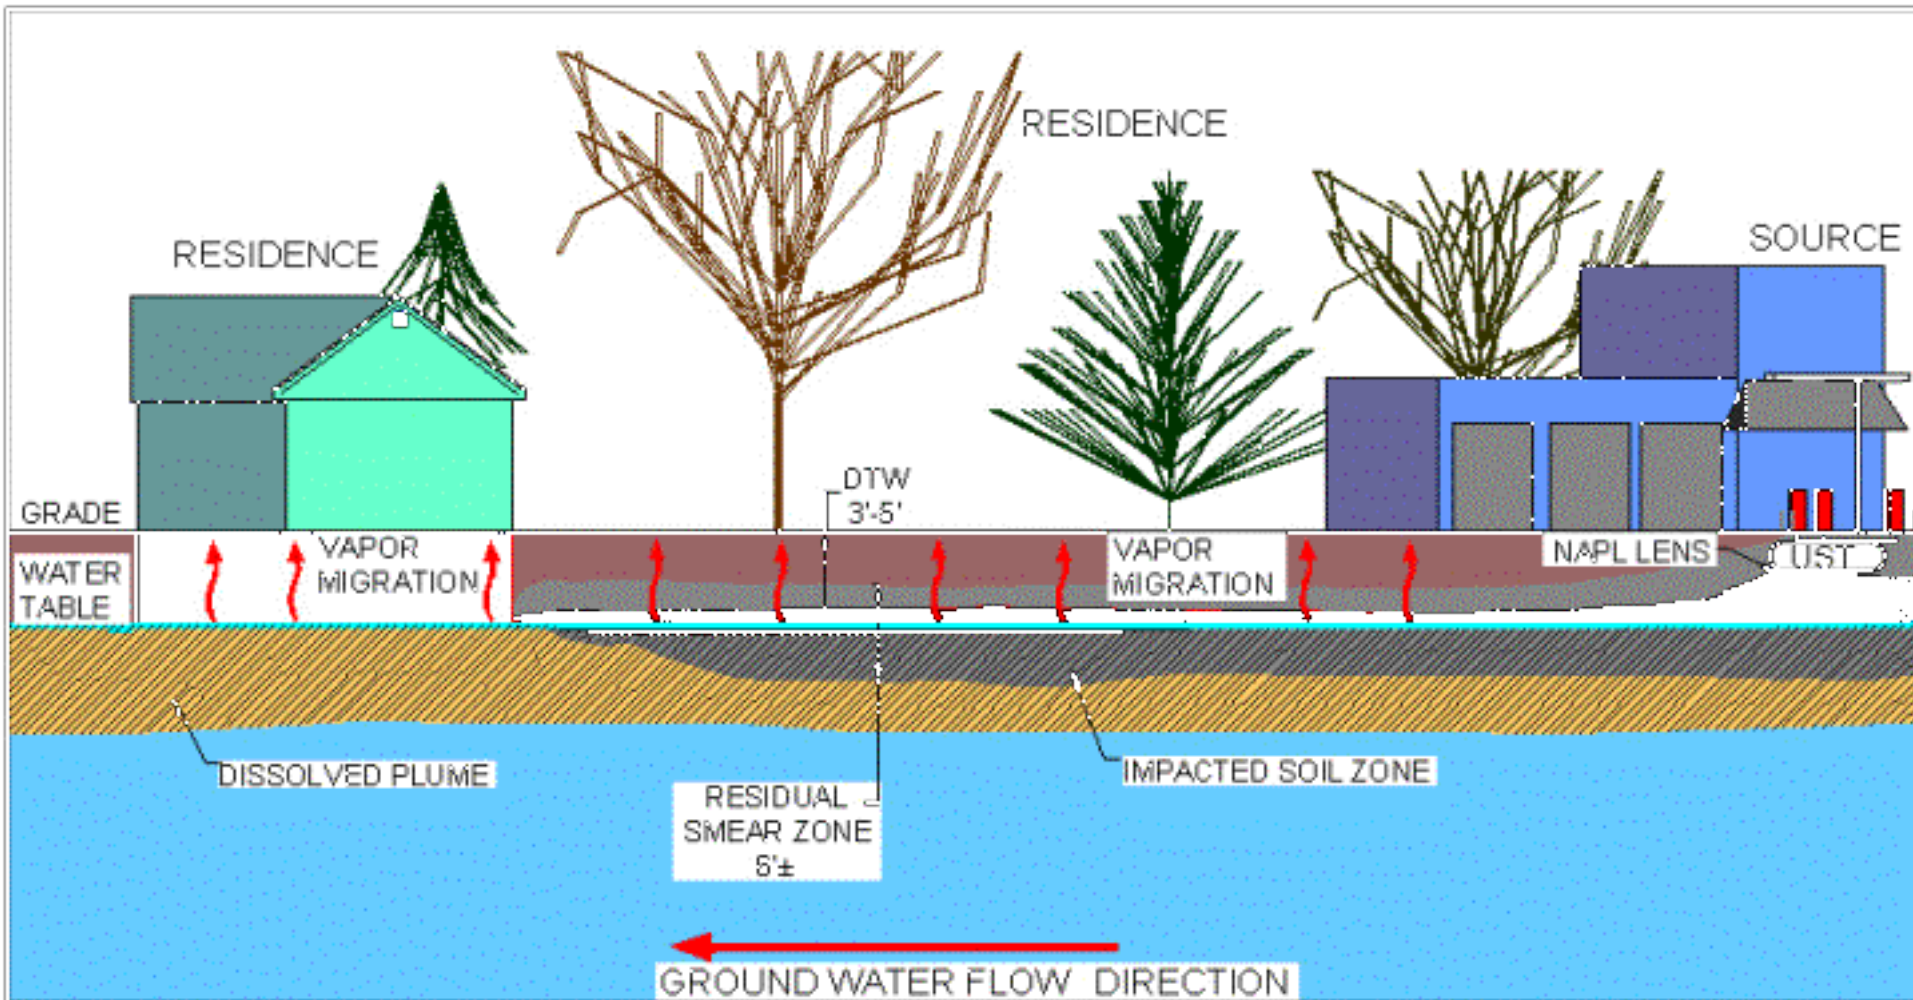 RESIDENCE
RESIDENCE
SOURCE
DTW
3'-5'
GRADE
WATER
TABLE
VAPOR
MIGRATION
VAPOR
MIGRATION
NAPL LENS
UST
DISSOLVED PLUME
IMPACTED SOIL ZONE
RESIDUAL
SMEAR ZONE
6'±
GROUND WATER FLOW DIRECTION